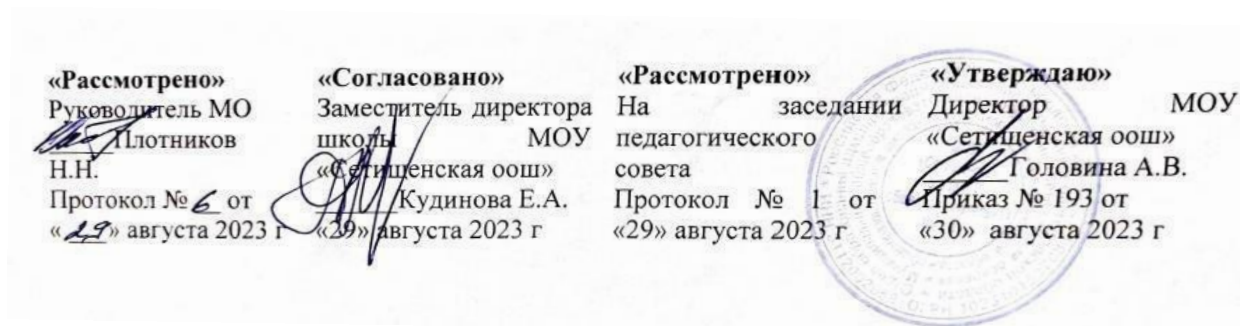 «Рассмотрено»
Руководитель МО
Плотников
Н.Н.
Протокол № 6 от
«29» августа 2023 г
«Согласовано»
Заместитель директора
школы МОУ
«Сетищенская оош»
Кудинова Е.А.
«29» августа 2023 г
«Рассмотрено»
На заседании
педагогического
совета
Протокол № 1 от
«29» августа 2023 г
«Утверждаю»
Директор МОУ
«Сетищенская оош»
Головина А.В.
Приказ № 193 от
«30» августа 2023 г